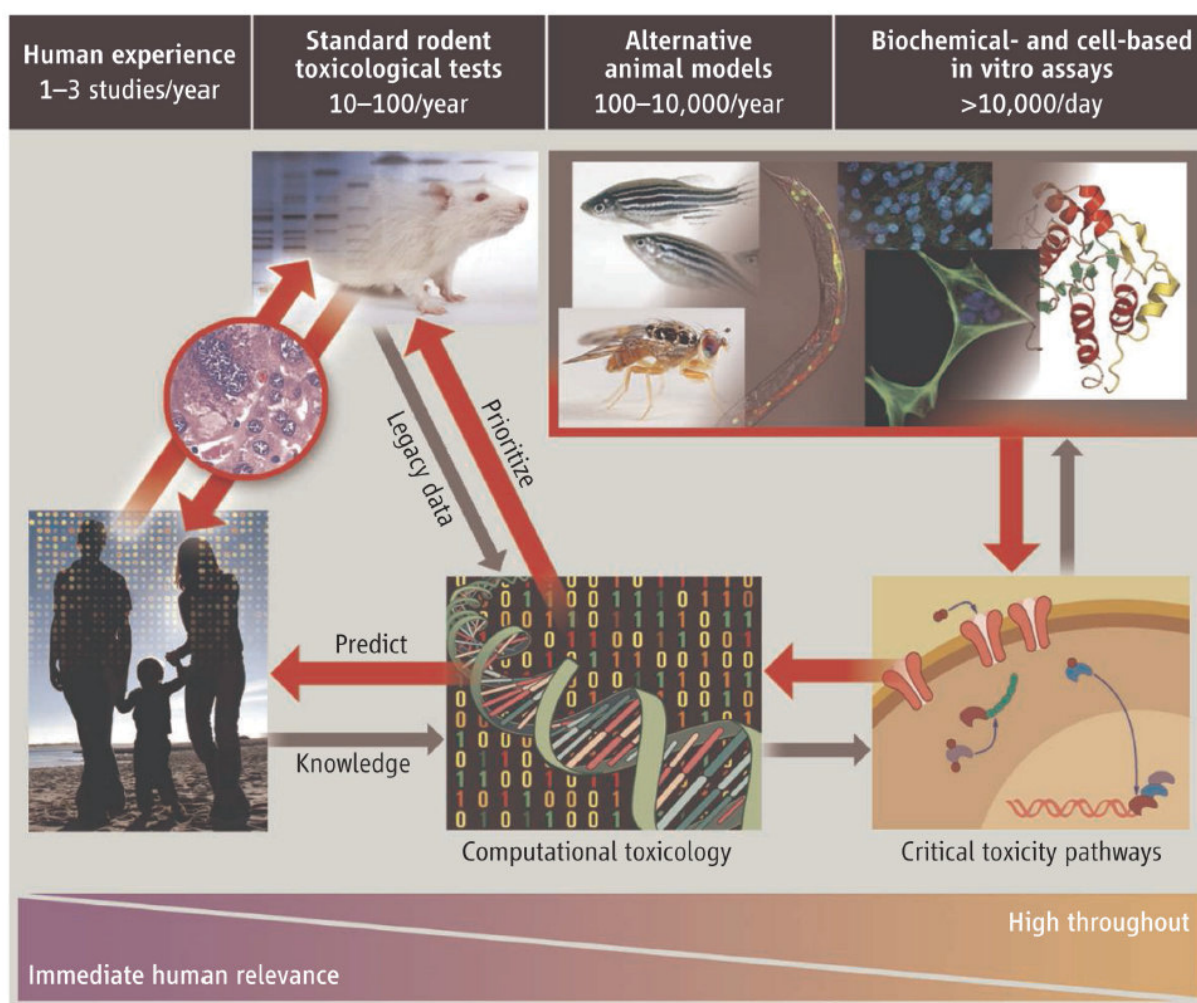 Human experience
1–3 studies/year
Standard rodent
toxicological tests
10–100/year
Alternative
animal models
100–10,000/year
Biochemical- and cell-based
in vitro assays
>10,000/day
Legacy data
Prioritize
Predict
Knowledge
Computational toxicology
Critical toxicity pathways
High throughout
Immediate human relevance